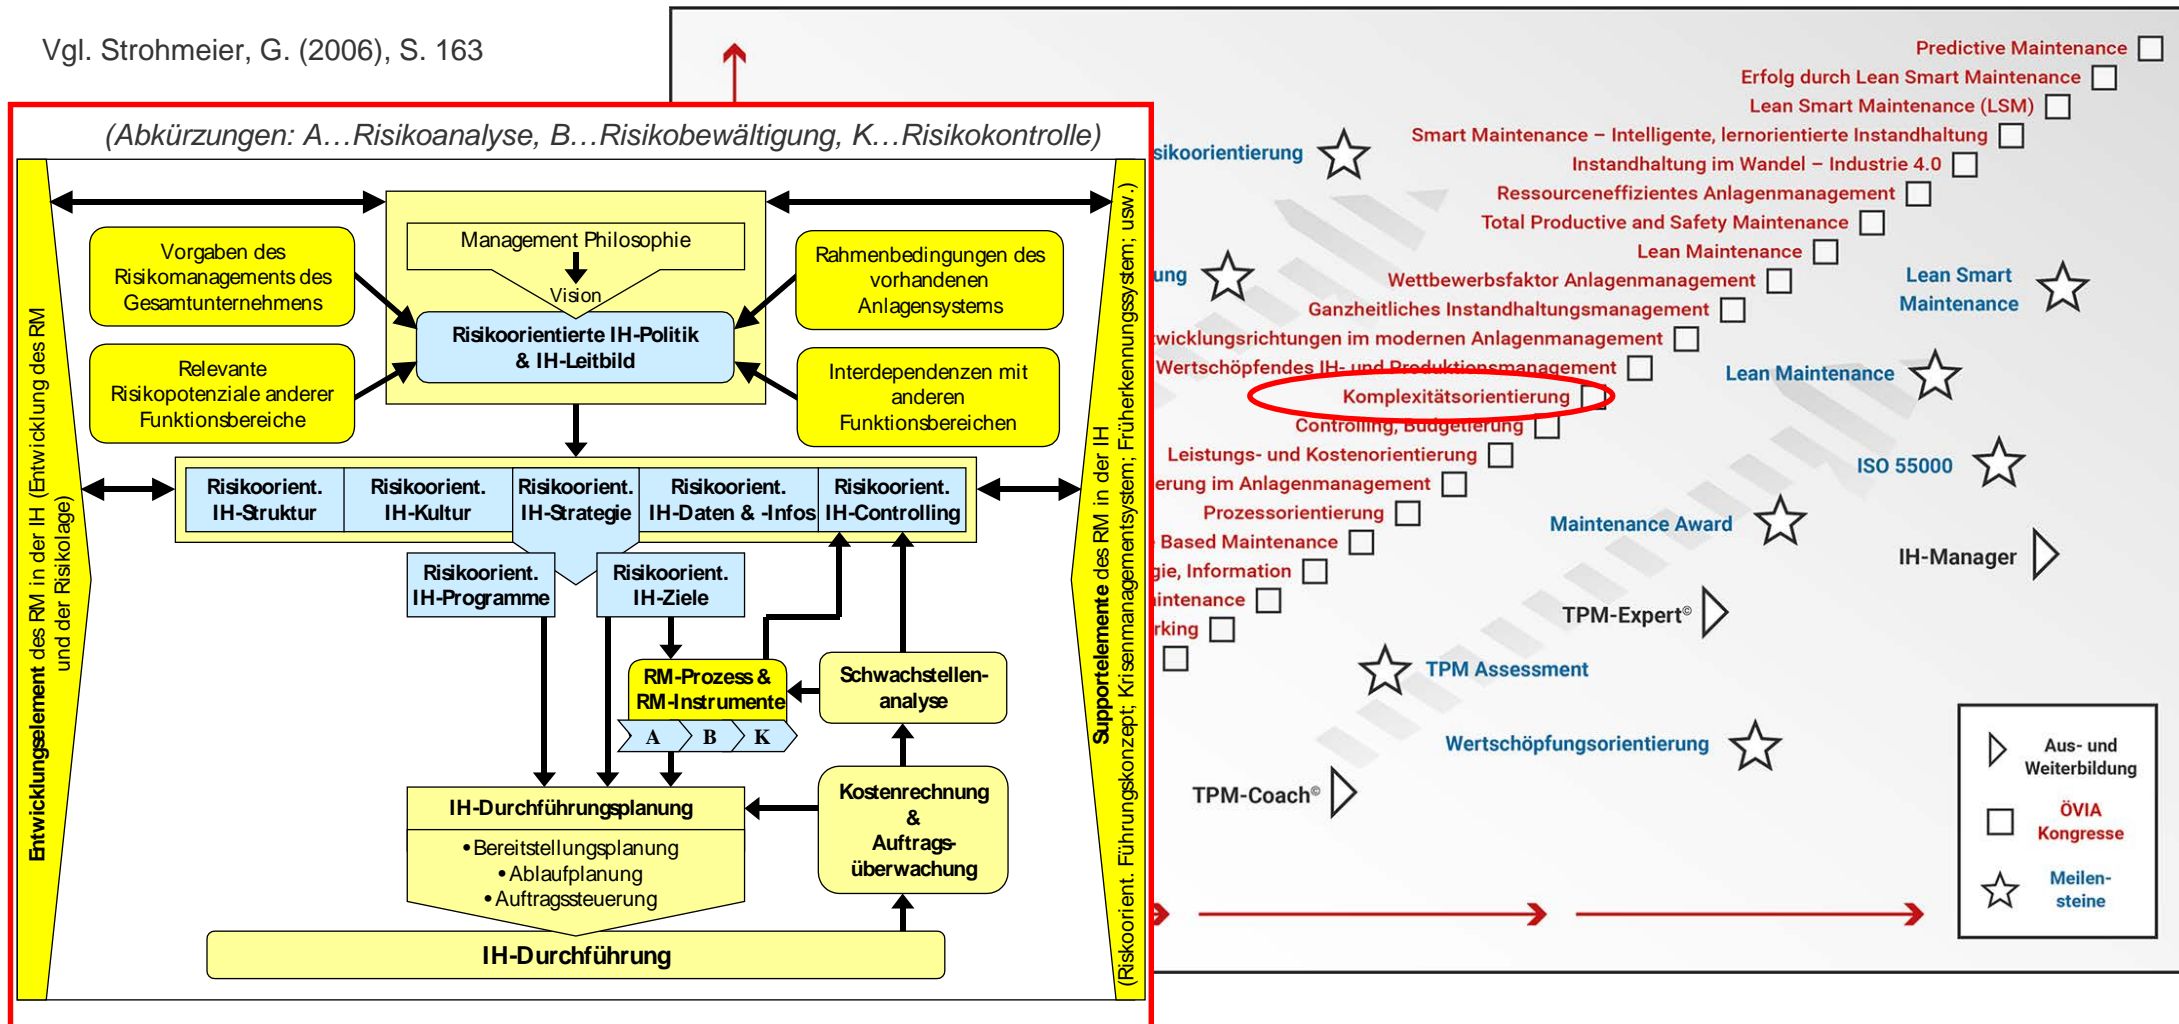 Vgl. Strohmeier, G. (2006), S. 163
(Abkürzungen: A…Risikoanalyse, B…Risikobewältigung, K…Risikokontrolle)
Entwicklungselement des RM in der IH (Entwicklung des RM
und der Risikolage)
Management Philosophie
Vision
Vorgaben des
Risikomanagements des
Gesamtunternehmens
Rahmenbedingungen des
vorhandenen
Anlagensystems
Risikoorientierte IH-Politik
& IH-Leitbild
Relevante
Risikopotenziale anderer
Funktionsbereiche
Interdependenzen mit
anderen
Funktionsbereichen
Risikoorient.
IH-Struktur
Risikoorient.
IH-Kultur
Risikoorient.
IH-Strategie
Risikoorient.
IH-Daten & -Infos
Risikoorient.
IH-Controlling
Risikoorient.
IH-Programme
Risikoorient.
IH-Ziele
RM-Prozess &
RM-Instrumente
A B K
Schwachstellen-
analyse
IH-Durchführungsplanung
• Bereitstellungsplanung
• Ablaufplanung
• Auftragssteuerung
Kostenrechnung
&
Auftrags-
überwachung
IH-Durchführung
Supportelemente des RM in der IH
(Riskoorient. Führungskonzept; Krisenmanagementsystem; Früherkennungssystem; usw.)
Predictive Maintenance
Erfolg durch Lean Smart Maintenance
Lean Smart Maintenance (LSM)
Smart Maintenance – Intelligente, lernorientierte Instandhaltung
Instandhaltung im Wandel – Industrie 4.0
Ressourceneffizientes Anlagenmanagement
Total Productive and Safety Maintenance
Lean Maintenance
Wettbewerbsfaktor Anlagenmanagement
Ganzheitliches Instandhaltungsmanagement
twicklungsrichtungen im modernen Anlagenmanagement
Wertschöpfendes IH- und Produktionsmanagement
Komplexitätsorientierung
Controlling, Budgetierung
Leistungs- und Kostenorientierung
erung im Anlagenmanagement
Prozessorientierung
Based Maintenance
gie, Information
intenance
rking
sikoorientierung
ung
Lean Smart
Maintenance
Lean Maintenance
ISO 55000
Maintenance Award
IH-Manager
TPM-Expert©
TPM Assessment
Wertschöpfungsorientierung
TPM-Coach©
Aus- und
Weiterbildung
ÖVIA
Kongresse
Meilen-
steine